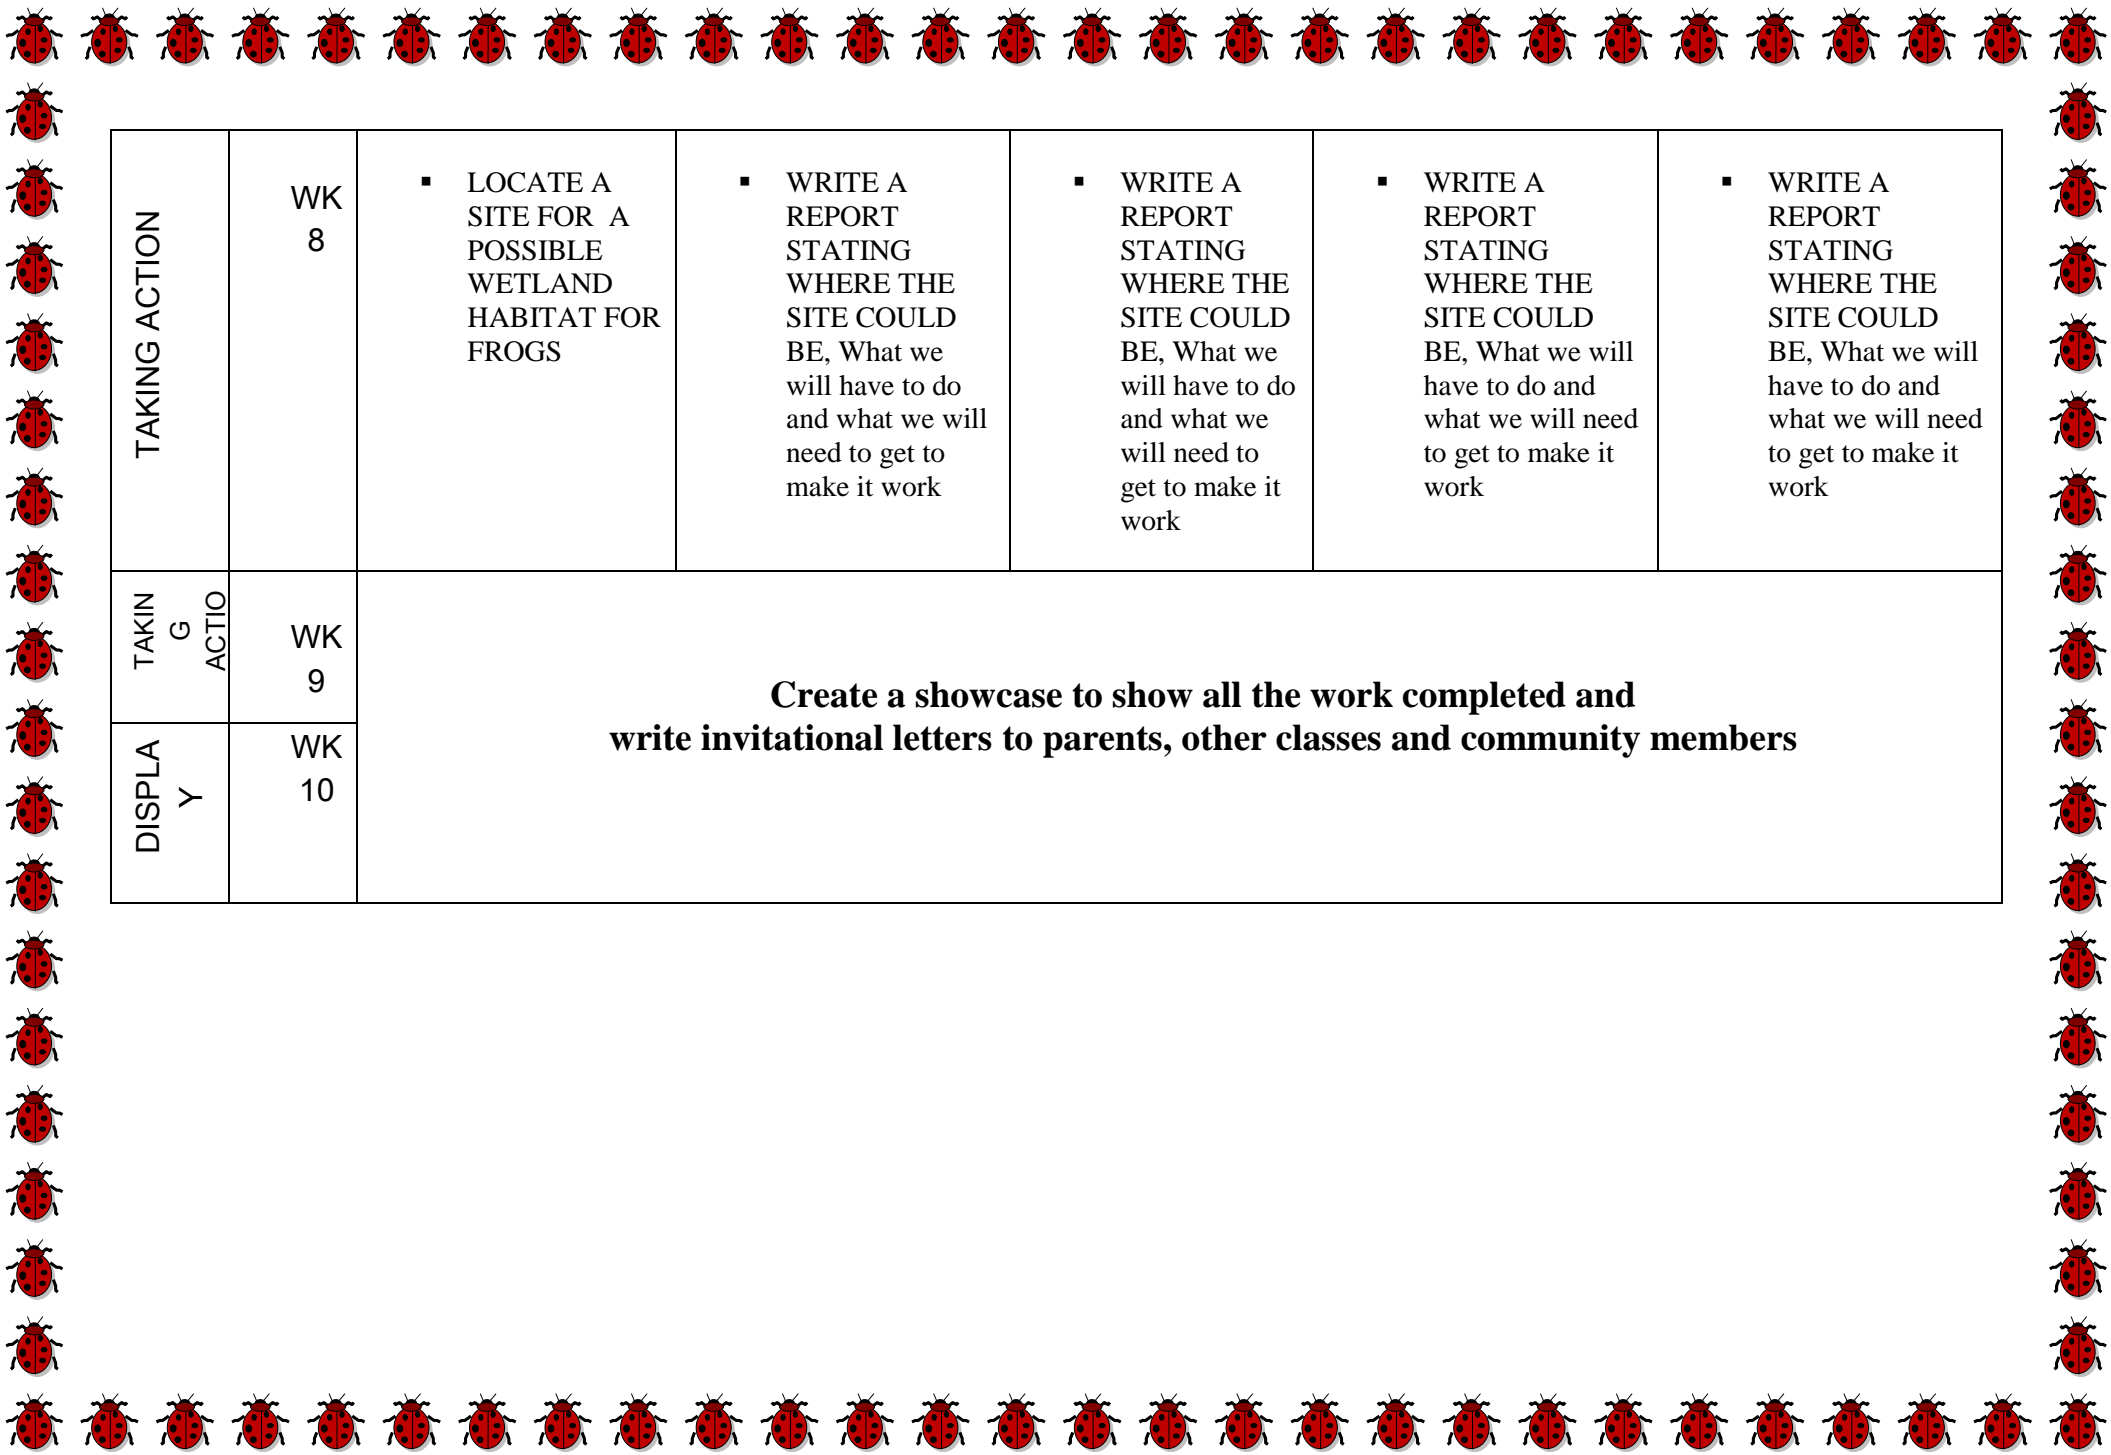 TAKING ACTION
WK
8
▪ LOCATE A
SITE FOR  A
POSSIBLE
WETLAND
HABITAT FOR
FROGS
▪ WRITE A
REPORT
STATING
WHERE THE
SITE COULD
BE, What we
will have to do
and what we will
need to get to
make it work
▪ WRITE A
REPORT
STATING
WHERE THE
SITE COULD
BE, What we
will have to do
and what we
will need to
get to make it
work
▪ WRITE A
REPORT
STATING
WHERE THE
SITE COULD
BE, What we will
have to do and
what we will need
to get to make it
work
▪ WRITE A
REPORT
STATING
WHERE THE
SITE COULD
BE, What we will
have to do and
what we will need
to get to make it
work
TAKIN
G
ACTIO
WK
9
Create a showcase to show all the work completed and
write invitational letters to parents, other classes and community members
DISPLA
Y
WK
10